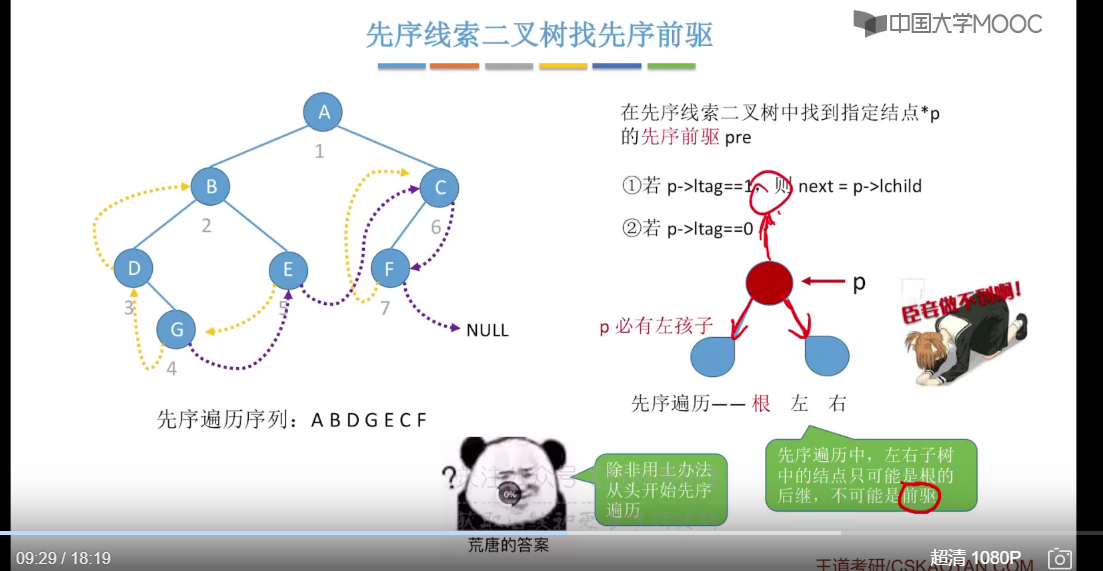 中国大学MOOC
先序线索二叉树找先序前驱
A
1
B
2
C
6
D
3
E
5
F
7
G
4
NULL
先序遍历序列：A B D G E C F
在先序线索二叉树中找到指定结点*p
的先序前驱 pre
①若 p->ltag==1，则 next = p->lchild
②若 p->ltag==0
p
p 必有左孩子
臣妾做不到啊！
先序遍历—— 根 左 右
先序遍历中，左右子树
中的结点只可能是根的
后继，不可能是前驱
?
0%
除非用土办法
从头开始先序
遍历
荒唐的答案
09:29 / 18:19
超清 1080P
王道考研/CSKAOYAN.COM